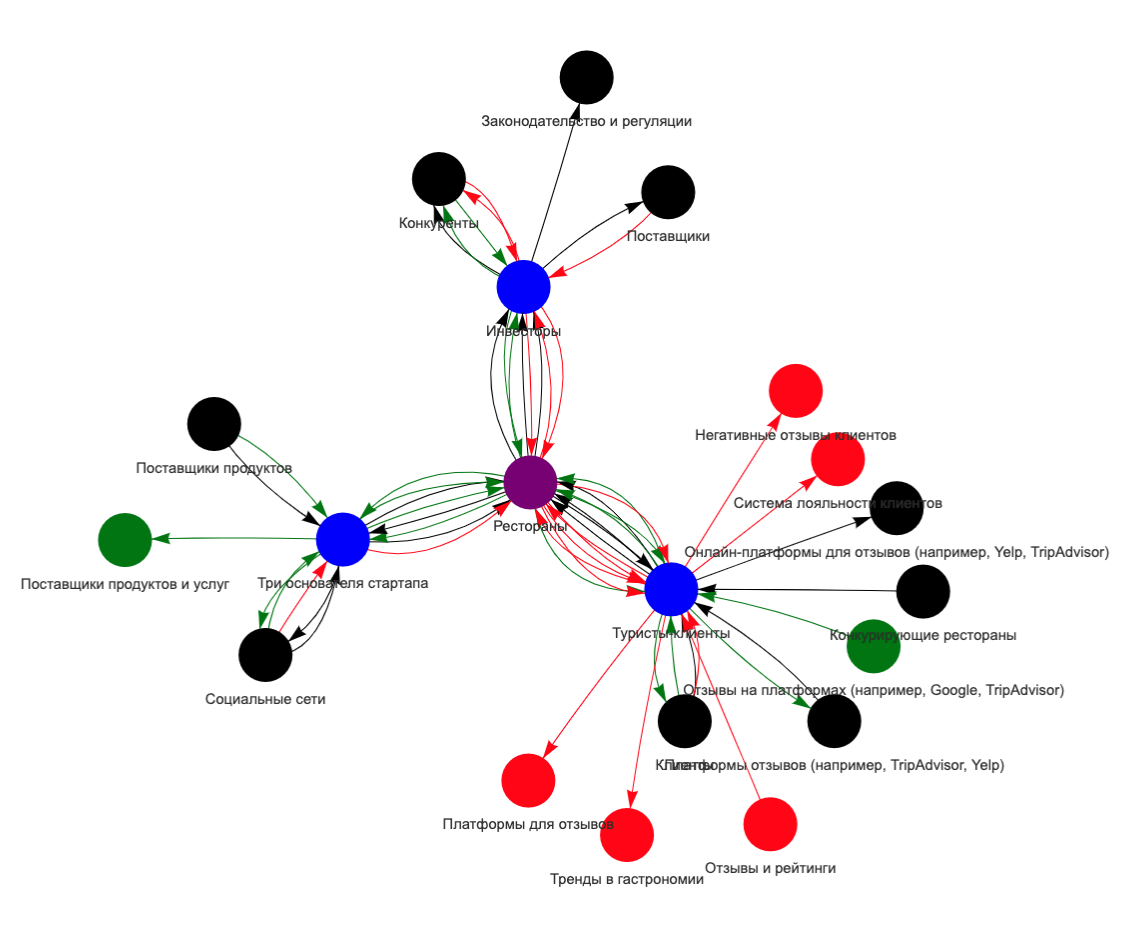 Законодательство и регуляции
Конкуренты
Поставщики
Инвесторы
Негативные отзывы клиентов
Поставщики продуктов
Система лояльности клиентов
Рестораны
Онлайн-платформы для отзывов (например, Yelp, TripAdvisor)
Поставщики продуктов и услуг
Три основателя стартапа
Туристы-клиенты
Конкурирующие рестораны
Отзывы на платформах (например, Google, TripAdvisor)
Социальные сети
Клиенты
Платформы отзывов (например, TripAdvisor, Yelp)
Платформы для отзывов
Отзывы и рейтинги
Тренды в гастрономии